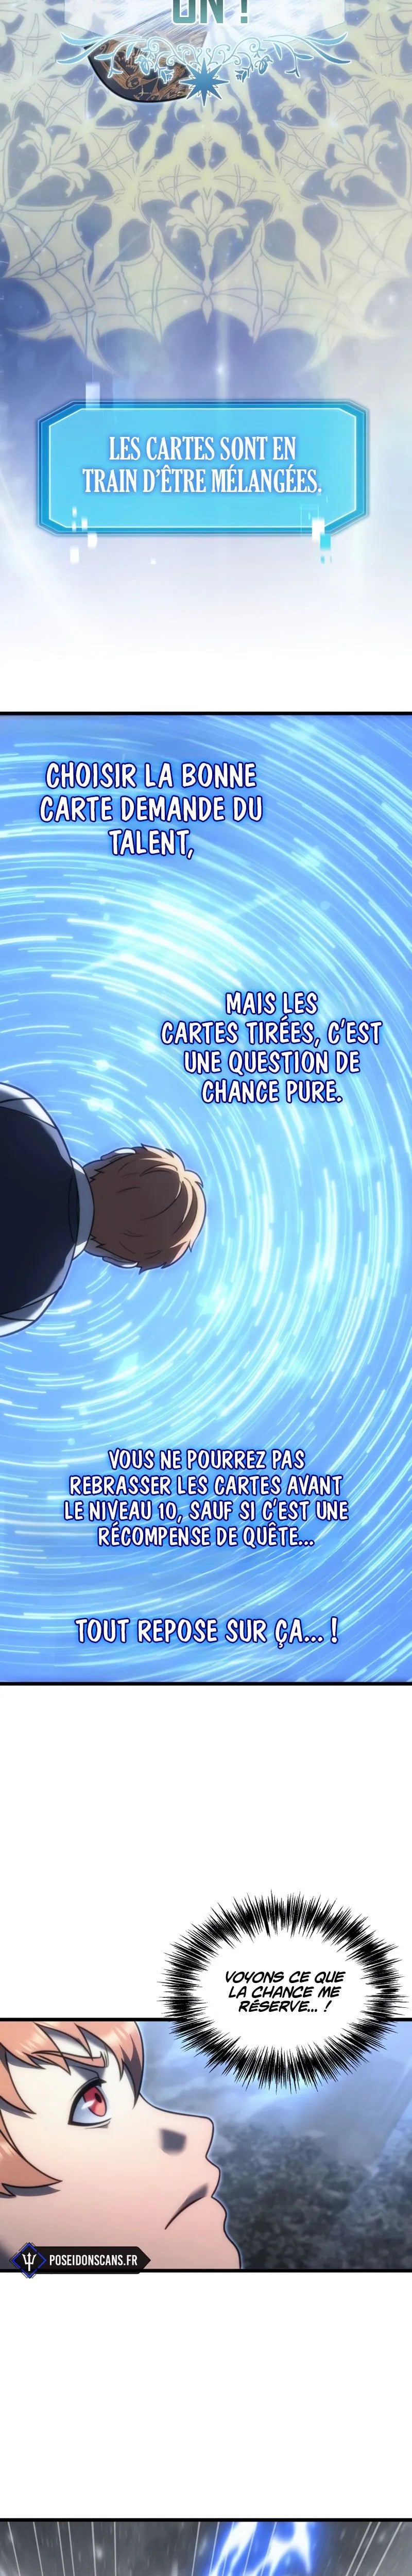 ON !
LES CARTES SONT EN
TRAIN D'ÊTRE MÉLANGÉES.
CHOISIR LA BONNE
CARTE DEMANDE DU
TALENT,
MAIS LES
CARTES TIRÉES, C'EST
UNE QUESTION DE
CHANCE PURE.
VOUS NE POURREZ PAS
REBRASSER LES CARTES AVANT
LE NIVEAU 10, SAUF SI C'EST UNE
RÉCOMPENSE DE QUÊTE...
TOUT REPOSE SUR ÇA... !
VOYONS CE QUE
LA CHANCE ME
RÉSERVE... !
POSEIDONSCANS.FR